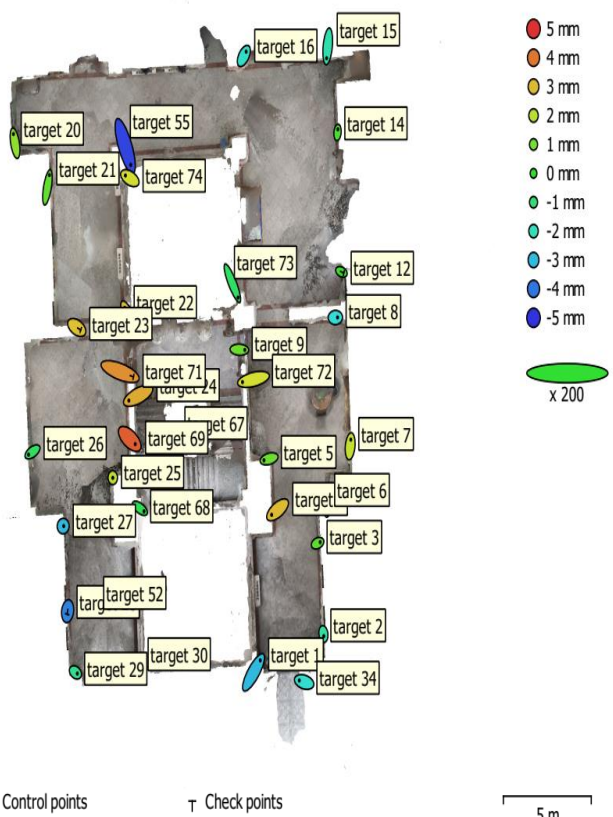 target 15
target 16
5 mm
4 mm
3 mm
2 mm
1 mm
0 mm
-1 mm
-2 mm
-3 mm
-4 mm
-5 mm
x 200
target 20
target 55
target 14
target 21
target 74
target 73
target 12
target 22
target 23
target 8
target 9
target 71
target 24
target 72
target 67
target 69
target 7
target 26
target 5
target 25
target 6
target
target 68
target 27
target 3
target 52
target 2
target 30
target 1
target 29
target 34
Control points
Check points
5 m